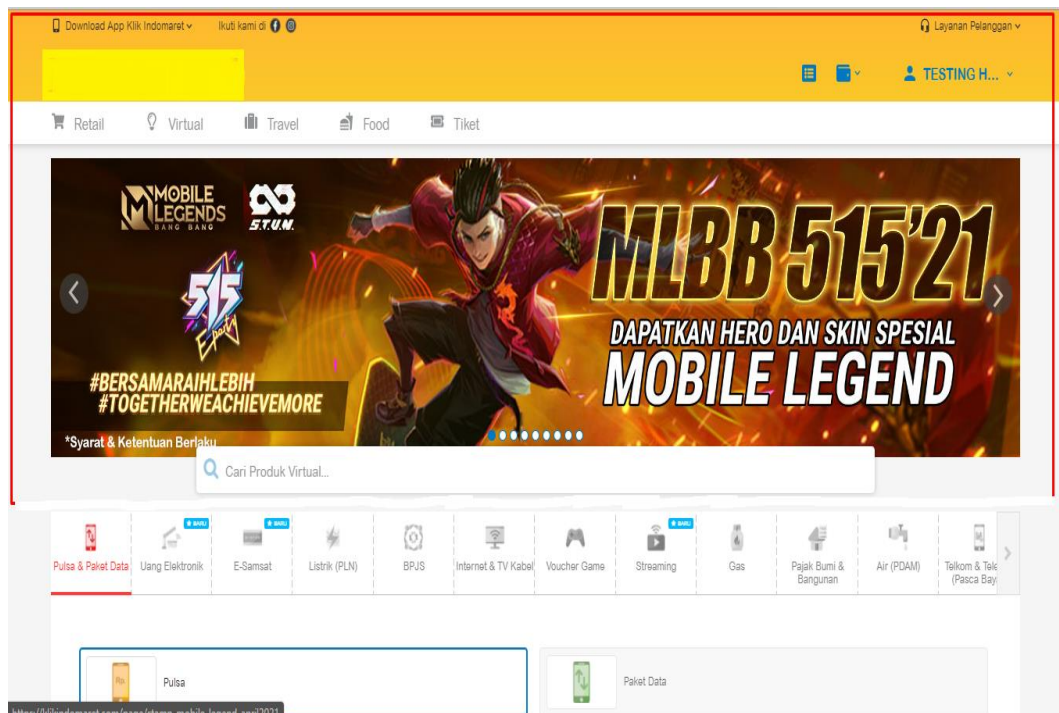 Download App Klik Indomaret
Ikuti kami di
Layanan Pelanggan
TESTING H...
Retail
Virtual
Travel
Food
Tiket
MOBILE
LEGENDS
BANG BANG
S.T.U.N.
515
E-party
MLBB 515'21
DAPATKAN HERO DAN SKIN SPESIAL
MOBILE LEGEND
#BERSAMARAIHLEBIH
#TOGETHERWEACHIEVEMORE
*Syarat & Ketentuan Berlaku
Cari Produk Virtual...
BARU
BARU
BARU
Pulsa & Paket Data
Uang Elektronik
E-Samsat
Listrik (PLN)
BPJS
Internet & TV Kabel
Voucher Game
Streaming
Gas
Pajak Bumi &
Bangunan
Air (PDAM)
Telkom & Tele
(Pasca Bay
Rp
Pulsa
Paket Data